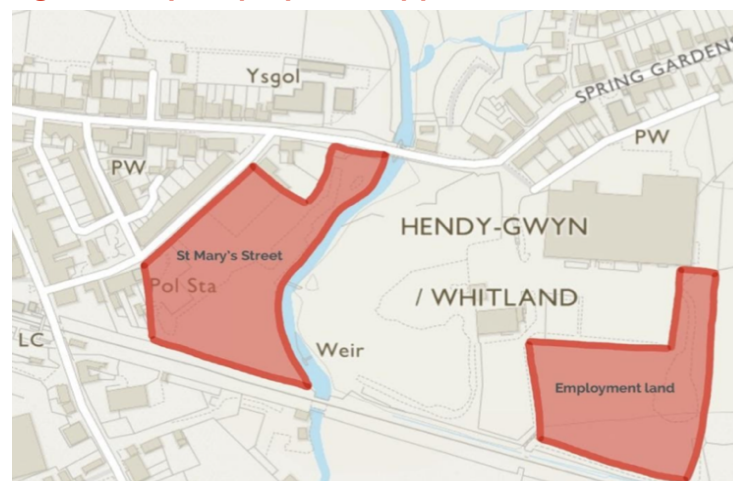 Ysgol
SPRING GARDENS
PW
PW
HENDY-GWYN
St Mary's Street
Pol Sta
/ WHITLAND
LC
Weir
Employment land